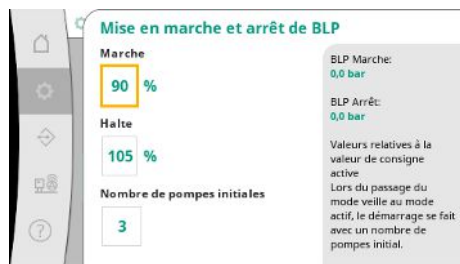 Mise en marche et arrêt de BLP
Marche
90 %
Halte
105 %
Nombre de pompes initiales
3
BLP Marche:
0,0 bar
BLP Arrêt:
0,0 bar
Valeurs relatives à la
valeur de consigne
active
Lors du passage du
mode veille au mode
actif, le démarrage se fait
avec un nombre de
pompes initial.